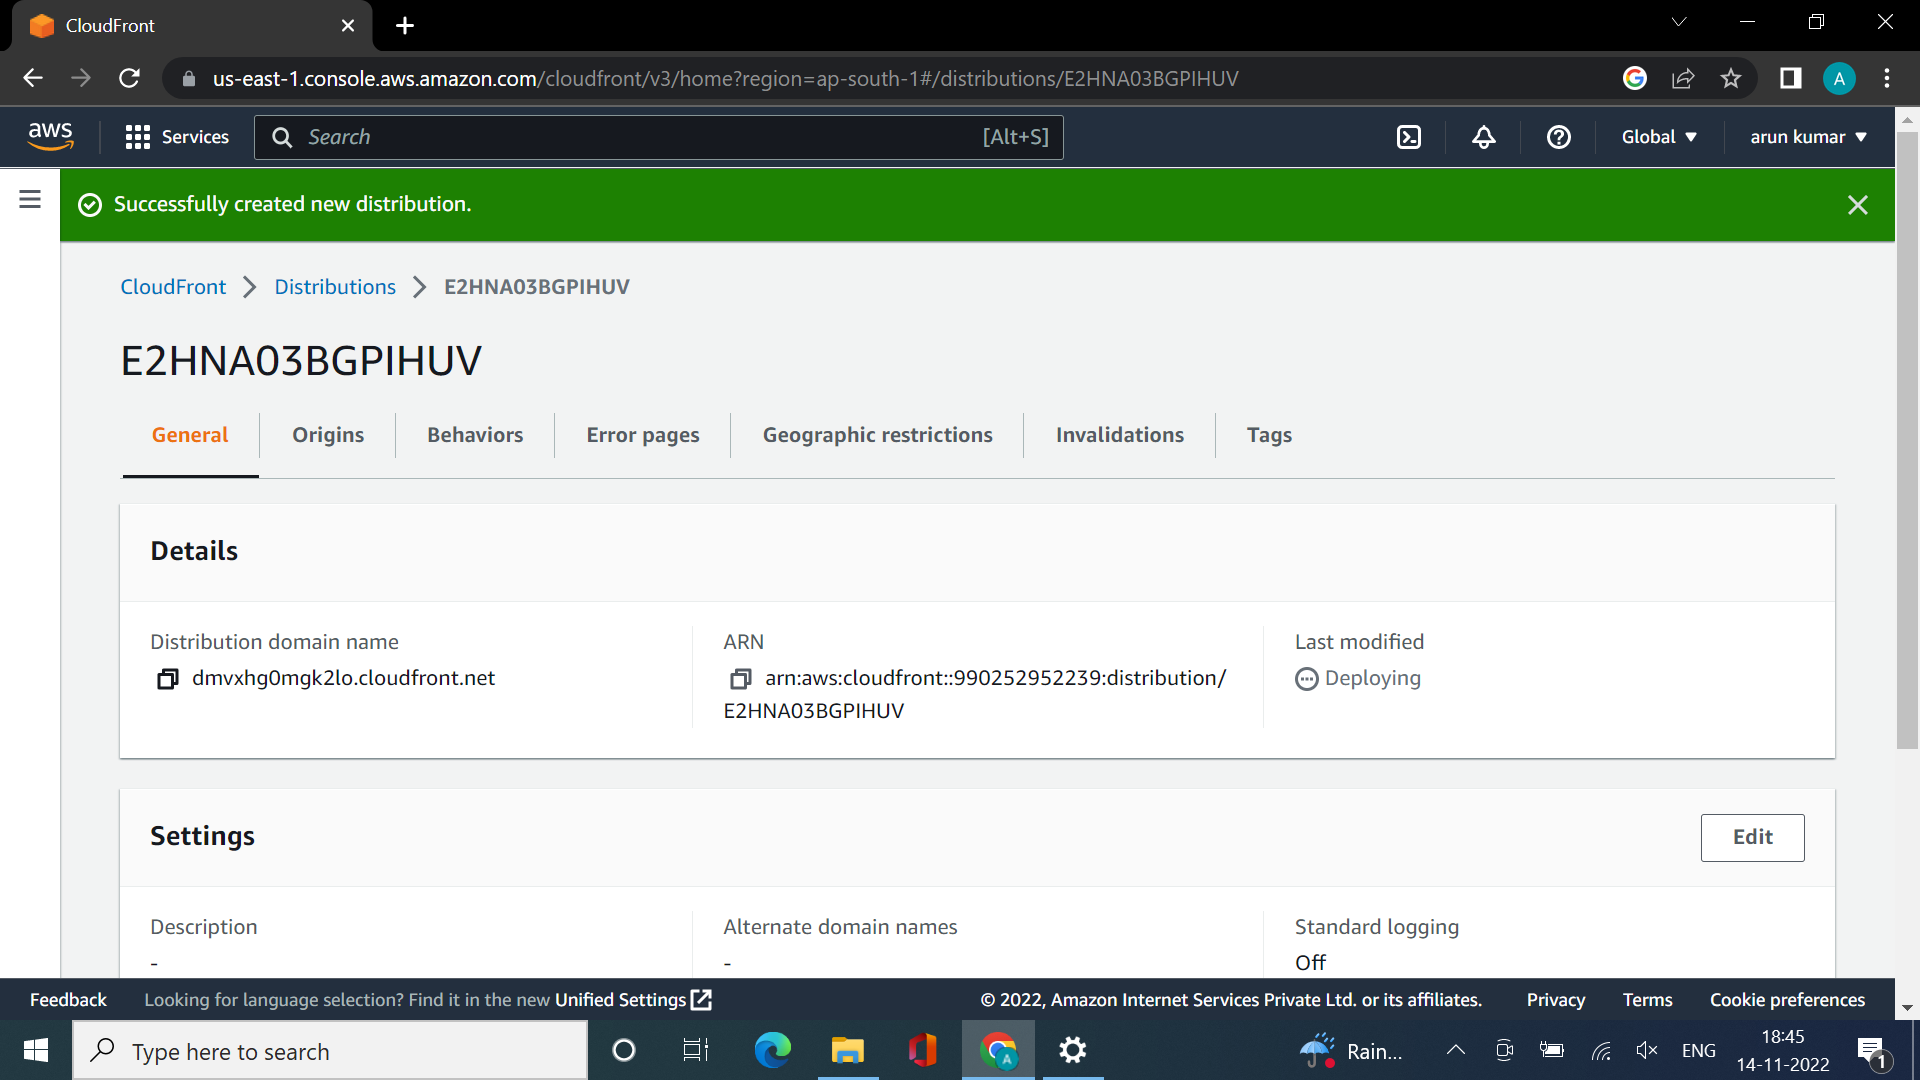 CloudFront
us-east-1.console.aws.amazon.com/cloudfront/v3/home?region=ap-south-1#/distributions/E2HNA03BGPIHUV
A
aws
Services
Search
[Alt+S]
Global
arun kumar
Successfully created new distribution.
CloudFront
Distributions
E2HNA03BGPIHUV
E2HNA03BGPIHUV
General
Origins
Behaviors
Error pages
Geographic restrictions
Invalidations
Tags
Details
Distribution domain name
dmvxhg0mgk2lo.cloudfront.net
ARN
arn:aws:cloudfront::990252952239:distribution/
E2HNA03BGPIHUV
Last modified
Deploying
Settings
Edit
Description
-
Alternate domain names
-
Standard logging
Off
Feedback
Looking for language selection? Find it in the new Unified Settings
© 2022, Amazon Internet Services Private Ltd. or its affiliates.
Privacy
Terms
Cookie preferences
Type here to search
A
Rain...
ENG
18:45
14-11-2022
1